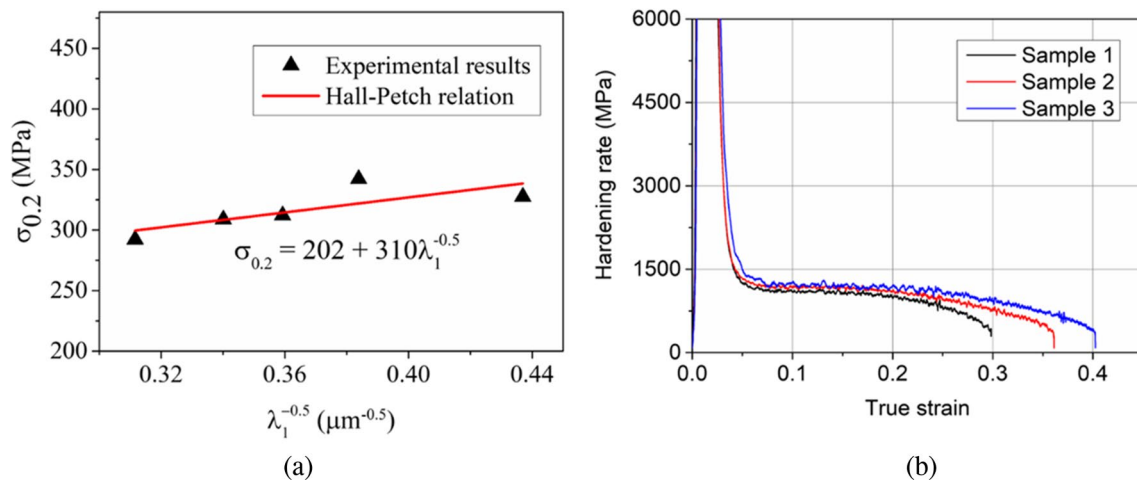 450
400
350
300
250
200
σ0.2 (MPa)
Experimental results
Hall-Petch relation
σ0.2 = 202 + 310λ1^-0.5
0.32 0.36 0.40 0.44
λ1^-0.5 (μm^-0.5)
(a)
6000
4500
3000
1500
0
Hardening rate (MPa)
Sample 1
Sample 2
Sample 3
0.0 0.1 0.2 0.3 0.4
True strain
(b)